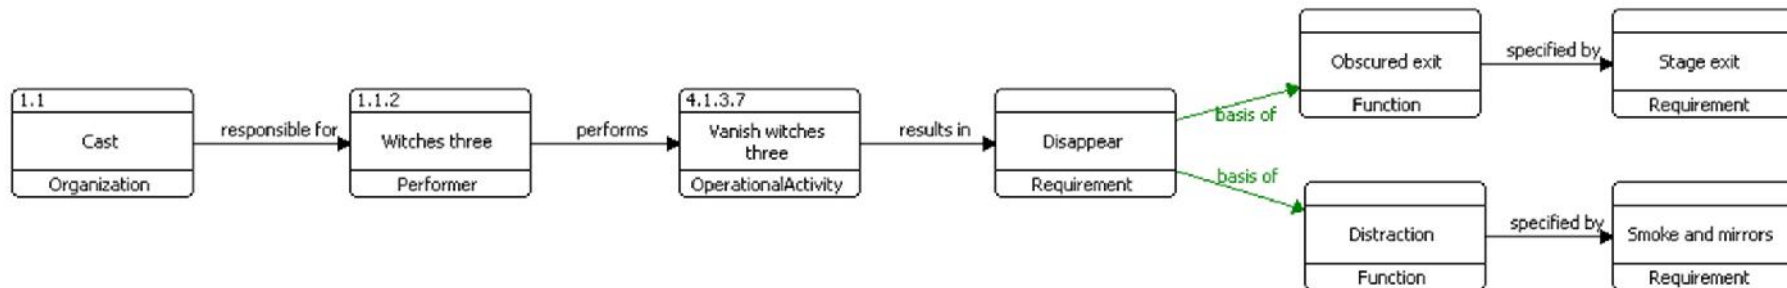 1.1
Cast
Organization
responsible for
1.1.2
Witches three
Performer
performs
4.1.3.7
Vanish witches
three
OperationalActivity
results in
Disappear
Requirement
basis of
Obscured exit
Function
specified by
Stage exit
Requirement
basis of
Distraction
Function
specified by
Smoke and mirrors
Requirement